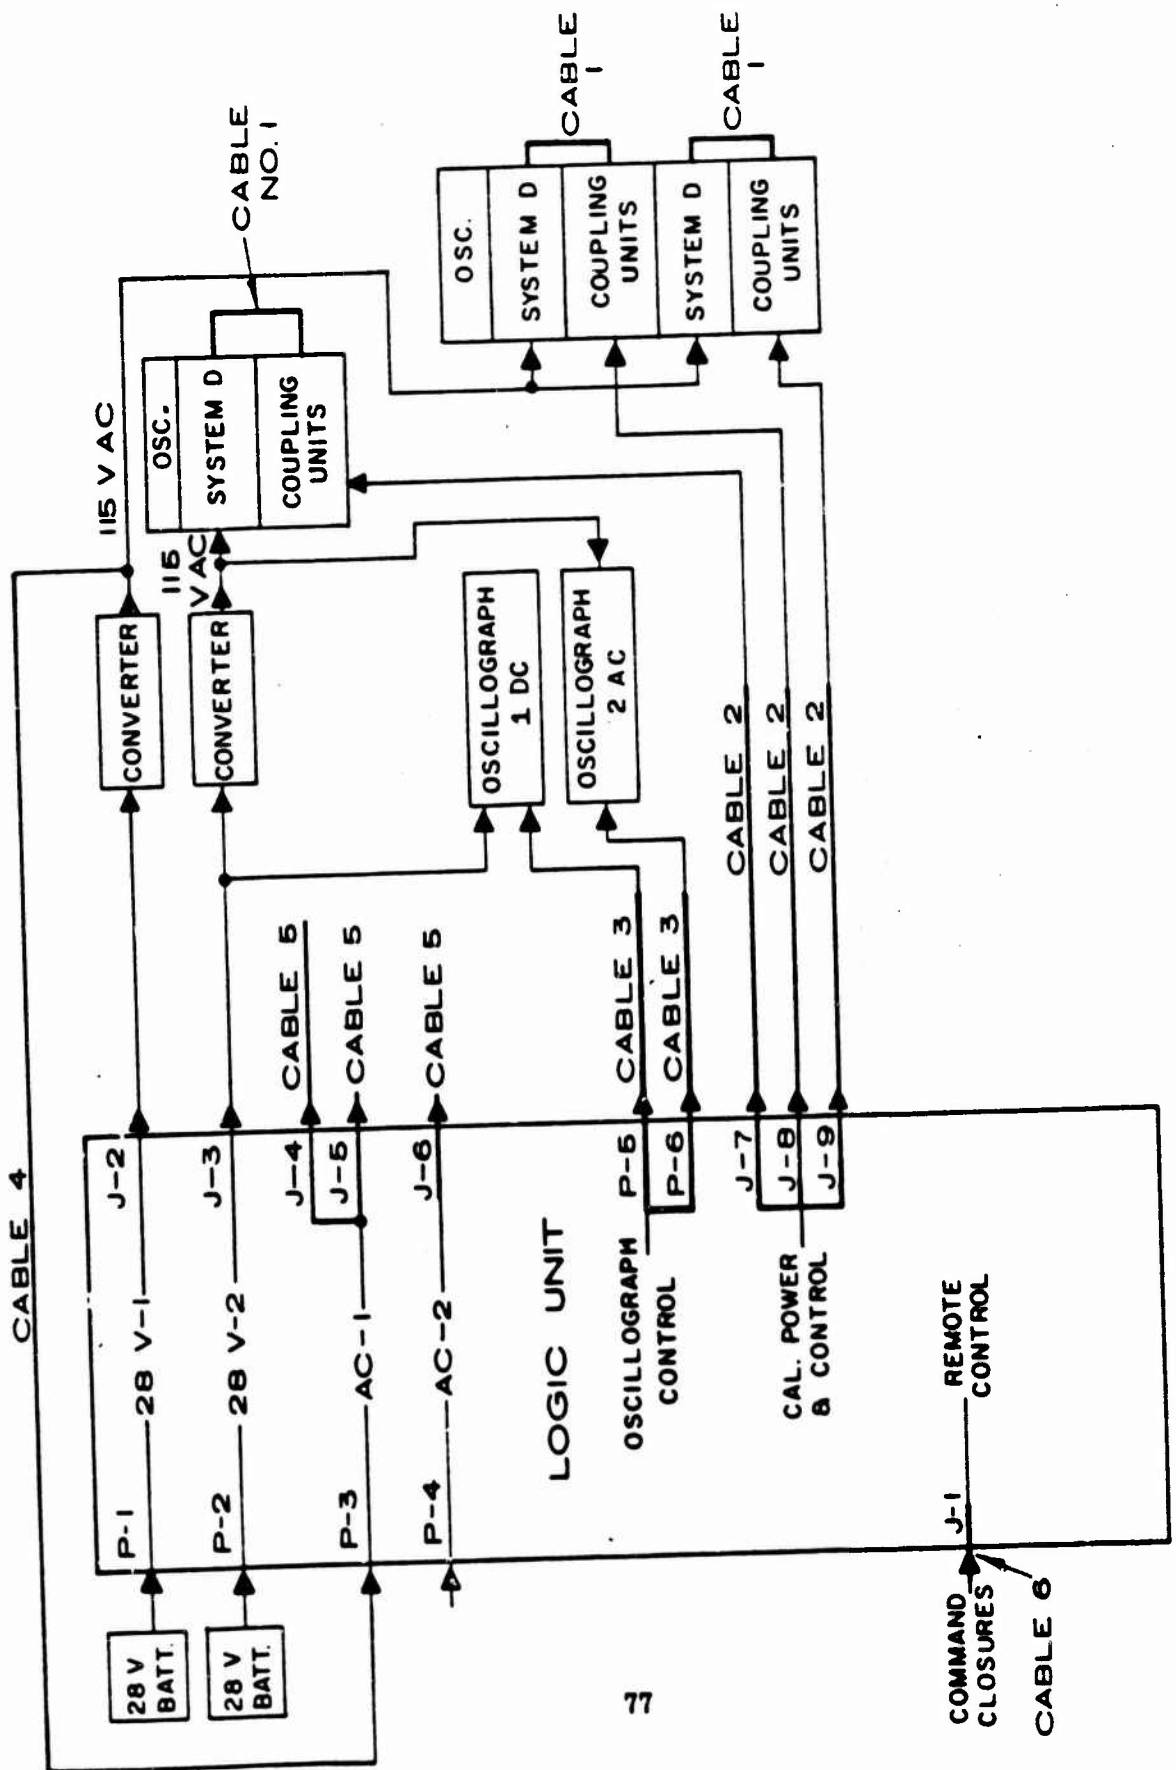 CABLE 4
28 V
BATT.
28 V
BATT.
P-1
28 V-1
J-2
P-2
28 V-2
J-3
P-3
AC-1
J-4
J-5
P-4
AC-2
J-6
CABLE 5
CABLE 5
CABLE 5
LOGIC UNIT
OSCILLOGRAPH
CONTROL
P-5
P-6
CABLE 3
CABLE 3
CAL. POWER
& CONTROL
J-7
J-8
J-9
CABLE 2
CABLE 2
CABLE 2
COMMAND
CLOSURES
CABLE 6
J-1
REMOTE
CONTROL
CONVERTER
115 V AC
CONVERTER
115
V AC
OSCILLOGRAPH
1 DC
OSCILLOGRAPH
2 AC
OSC.
SYSTEM D
COUPLING
UNITS
CABLE
NO. 1
OSC.
SYSTEM D
COUPLING
UNITS
SYSTEM D
COUPLING
UNITS
CABLE
1
CABLE
1
77